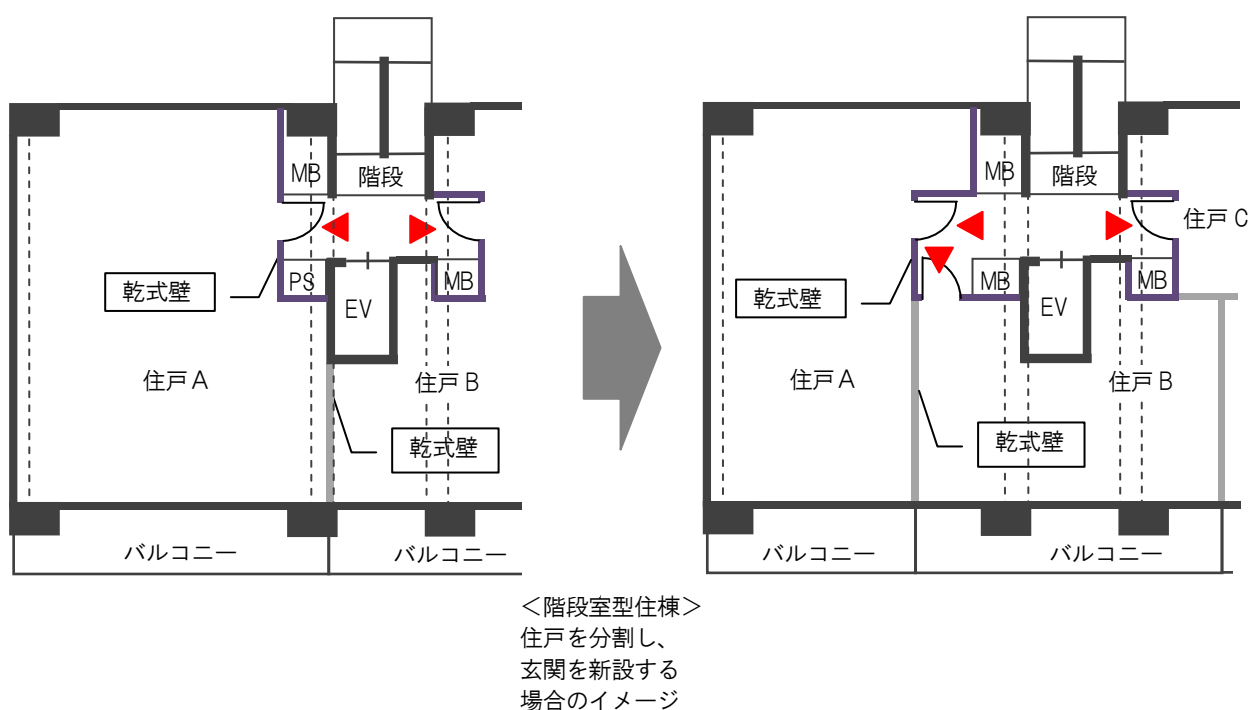 MB
階段
乾式壁
PS
MB
EV
住戸A
住戸B
乾式壁
バルコニー
バルコニー
MB
階段
住戸C
乾式壁
MB
MB
EV
住戸A
住戸B
乾式壁
バルコニー
バルコニー
＜階段室型住棟＞
住戸を分割し、
玄関を新設する
場合のイメージ